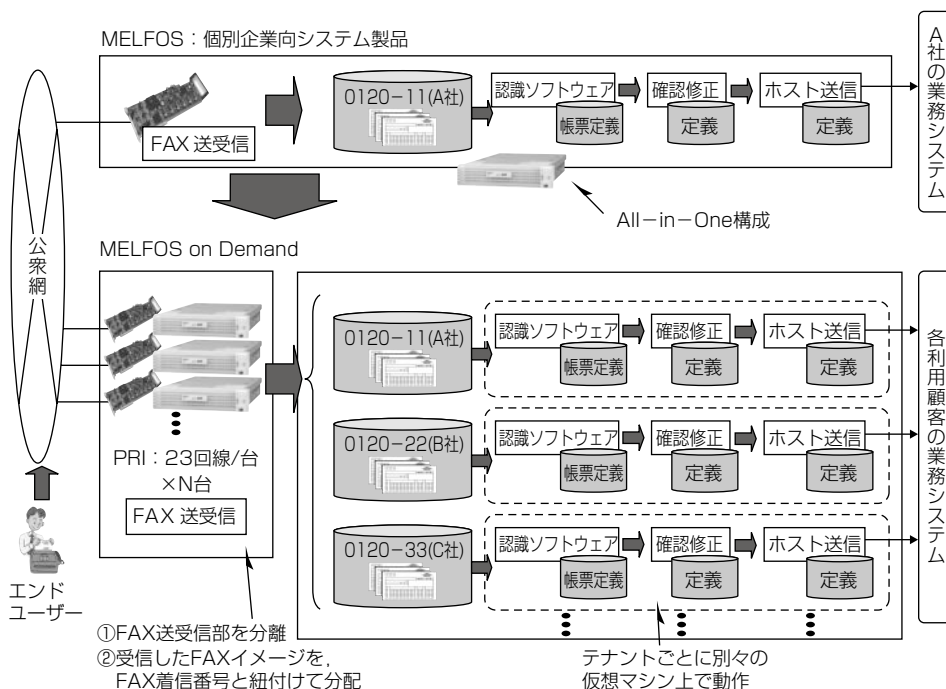 MELFOS：個別企業向システム製品
FAX 送受信
0120－11(A社)
認識ソフトウェア
帳票定義
確認修正
定義
ホスト送信
定義
A社の業務システム
All－in－One構成
公衆網
エンド
ユーザー
MELFOS on Demand
PRI：23回線/台
×N台
FAX 送受信
0120－11(A社)
認識ソフトウェア
帳票定義
確認修正
定義
ホスト送信
定義
0120－22(B社)
認識ソフトウェア
帳票定義
確認修正
定義
ホスト送信
定義
0120－33(C社)
認識ソフトウェア
帳票定義
確認修正
定義
ホスト送信
定義
各利用顧客の業務システム
①FAX送受信部を分離
②受信したFAXイメージを，
FAX着信番号と紐付けて分配
テナントごとに別々の
仮想マシン上で動作